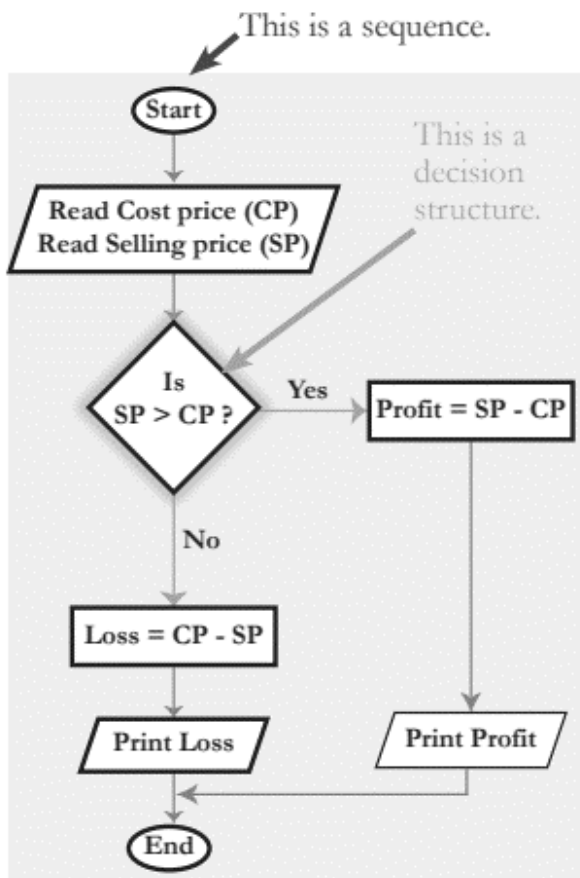 This is a sequence.
Start
This is a
decision
structure.
Read Cost price (CP)
Read Selling price (SP)
Is
SP > CP ?
Yes
Profit = SP - CP
No
Loss = CP - SP
Print Loss
Print Profit
End